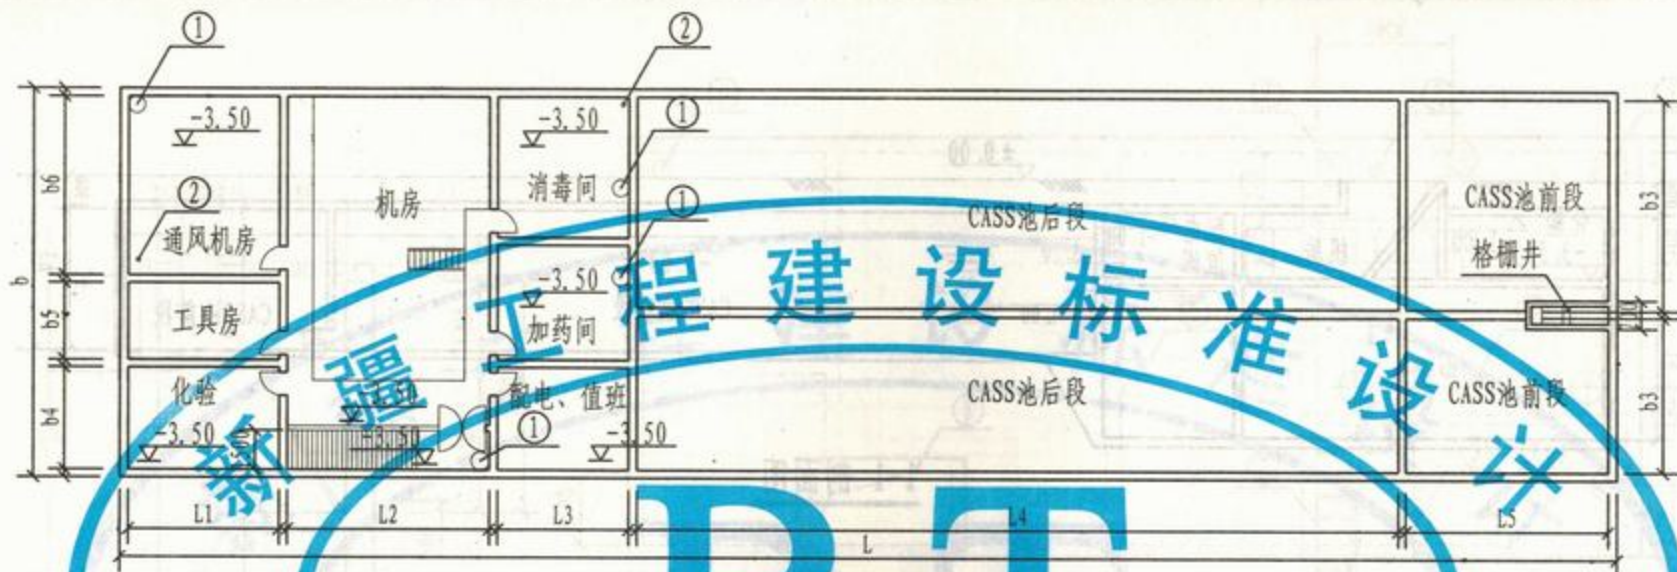 ① ②
-3.50 -3.50 ①
b6 机房 消毒间 CASS池前段 b3
② ① CASS池后段
通风机房 格栅井
-3.50
b b5 工具房 加药间
化验 -3.50 配电、值班 CASS池后段 CASS池前段 b3
b4 -3.50 -3.50 ① -3.50
L1 L2 L3 L4 L5
L
新疆工程建设标准设计
BT